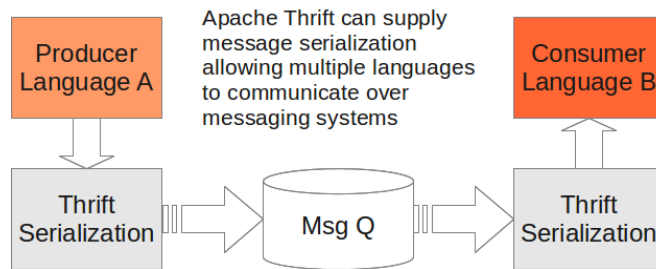 Producer
Language A
Apache Thrift can supply
message serialization
allowing multiple languages
to communicate over
messaging systems
Consumer
Language B
Thrift
Serialization
Msg Q
Thrift
Serialization